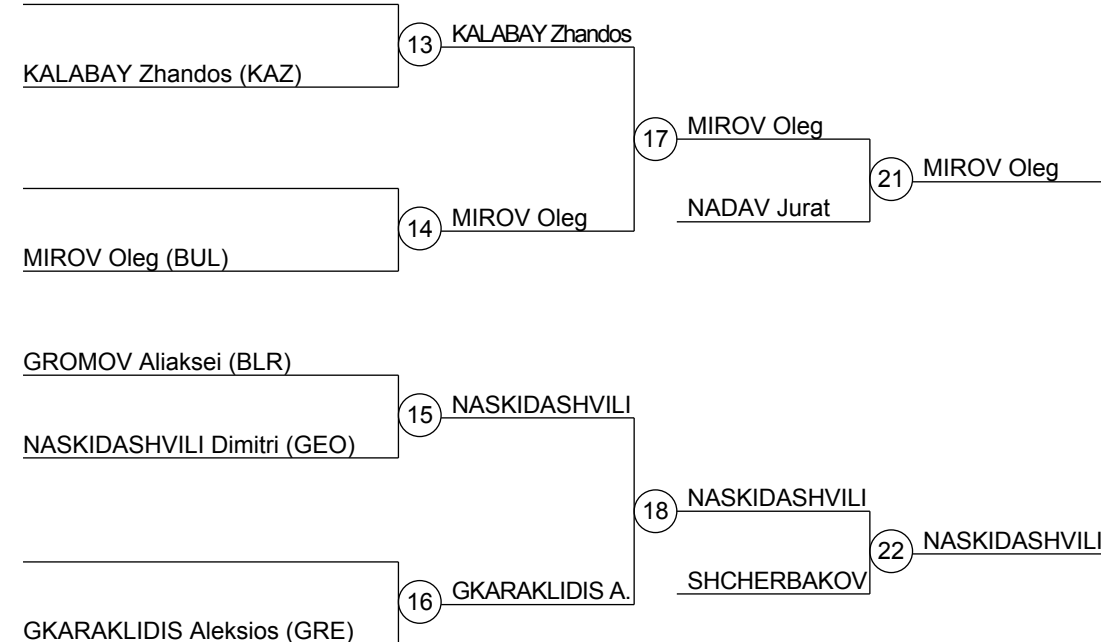 13 KALABAY Zhandos
KALABAY Zhandos (KAZ)
17 MIROV Oleg
21 MIROV Oleg
NADAV Jurat
14 MIROV Oleg
MIROV Oleg (BUL)
GROMOV Aliaksei (BLR)
15 NASKIDASHVILI
NASKIDASHVILI Dimitri (GEO)
18 NASKIDASHVILI
22 NASKIDASHVILI
SHCHERBAKOV
16 GKARAKLIDIS A.
GKARAKLIDIS Aleksios (GRE)